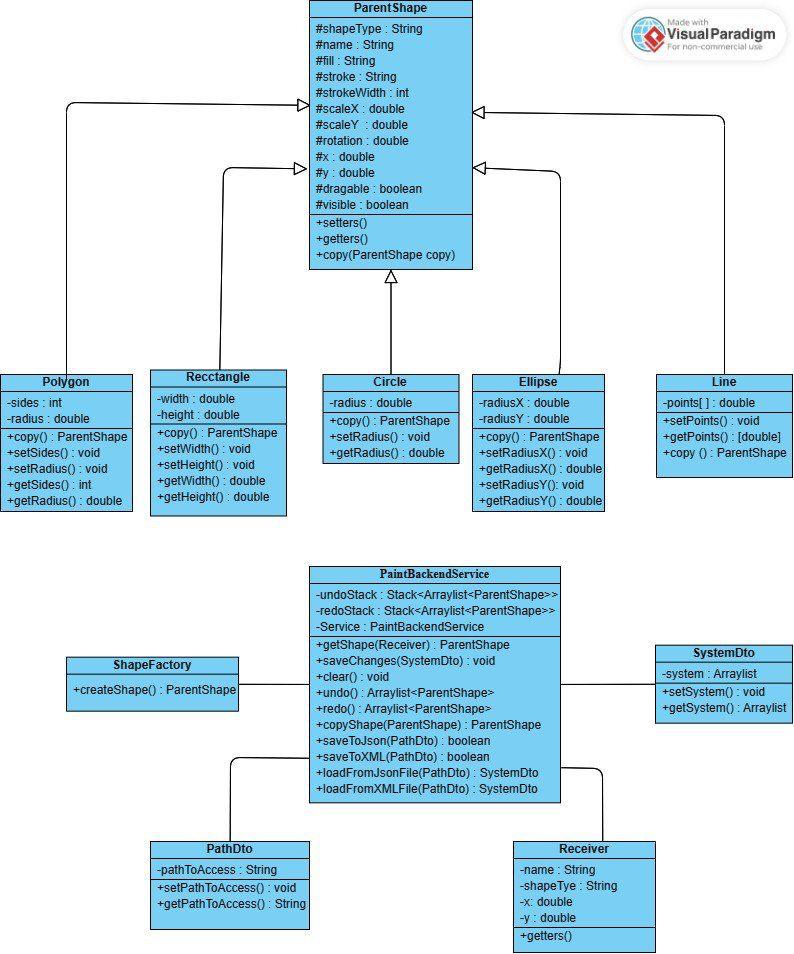 Made with
VisualParadigm
For non-commercial use
ParentShape
#shapeType : String
#name : String
#fill : String
#stroke : String
#strokeWidth : int
#scaleX : double
#scaleY : double
#rotation : double
#x : double
#y : double
#dragable : boolean
#visible : boolean
+setters()
+getters()
+copy(ParentShape copy)
Polygon
-sides : int
-radius : double
+copy() : ParentShape
+setSides() : void
+setRadius() : void
+getSides() : int
+getRadius() : double
Recctangle
-width : double
-height : double
+copy() : ParentShape
+setWidth() : void
+setHeight() : void
+getWidth() : double
+getHeight() : double
Circle
-radius : double
+copy() : ParentShape
+setRadius() : void
+getRadius() : double
Ellipse
-radiusX : double
-radiusY : double
+copy() : ParentShape
+setRadiusX() : void
+getRadiusX() : double
+setRadiusY(): void
+getRadiusY() : double
Line
-points[ ] : double
+setPoints() : void
+getPoints() : [double]
+copy () : ParentShape
PaintBackendService
-undoStack : Stack<Arraylist<ParentShape>>
-redoStack : Stack<Arraylist<ParentShape>>
-Service : PaintBackendService
+getShape(Receiver) : ParentShape
+saveChanges(SystemDto) : void
+clear() : void
+undo() : Arraylist<ParentShape>
+redo() : Arraylist<ParentShape>
+copyShape(ParentShape) : ParentShape
+saveToJson(PathDto) : boolean
+saveToXML(PathDto) : boolean
+loadFromJsonFile(PathDto) : SystemDto
+loadFromXMLFile(PathDto) : SystemDto
ShapeFactory
+createShape() : ParentShape
SystemDto
-system : Arraylist
+setSystem() : void
+getSystem() : Arraylist
PathDto
-pathToAccess : String
+setPathToAccess() : void
+getPathToAccess() : String
Receiver
-name : String
-shapeTye : String
-x: double
-y : double
+getters()